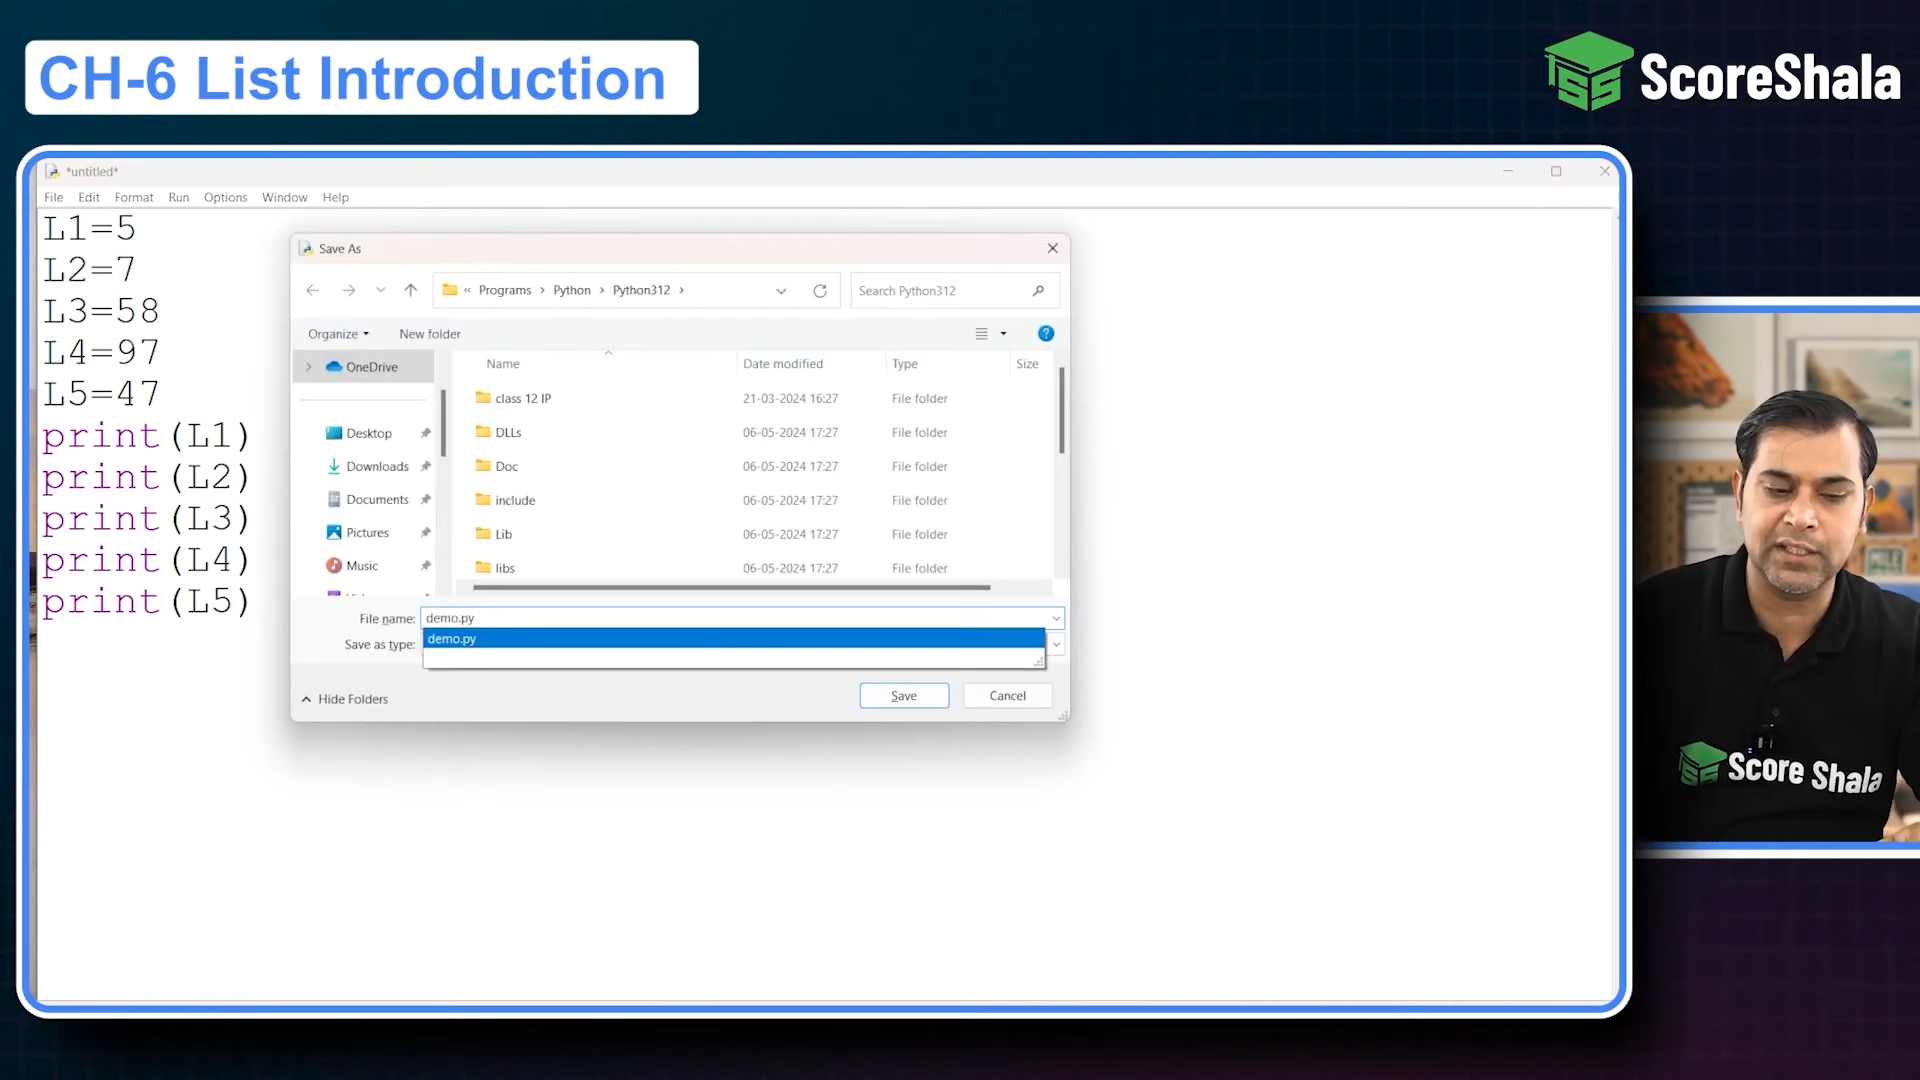 CH-6 List Introduction
ScoreShala
*untitled*
File Edit Format Run Options Window Help
L1=5
L2=7
L3=58
L4=97
L5=47
print(L1)
print(L2)
print(L3)
print(L4)
print(L5)
Save As
« Programs › Python › Python312 ›
Search Python312
Organize
New folder
?
OneDrive
Desktop
Downloads
Documents
Pictures
Music
Name Date modified Type Size
class 12 IP 21-03-2024 16:27 File folder
DLLs 06-05-2024 17:27 File folder
Doc 06-05-2024 17:27 File folder
include 06-05-2024 17:27 File folder
Lib 06-05-2024 17:27 File folder
libs 06-05-2024 17:27 File folder
File name: demo.py
demo.py
Save as type:
Hide Folders
Save
Cancel
Score Shala